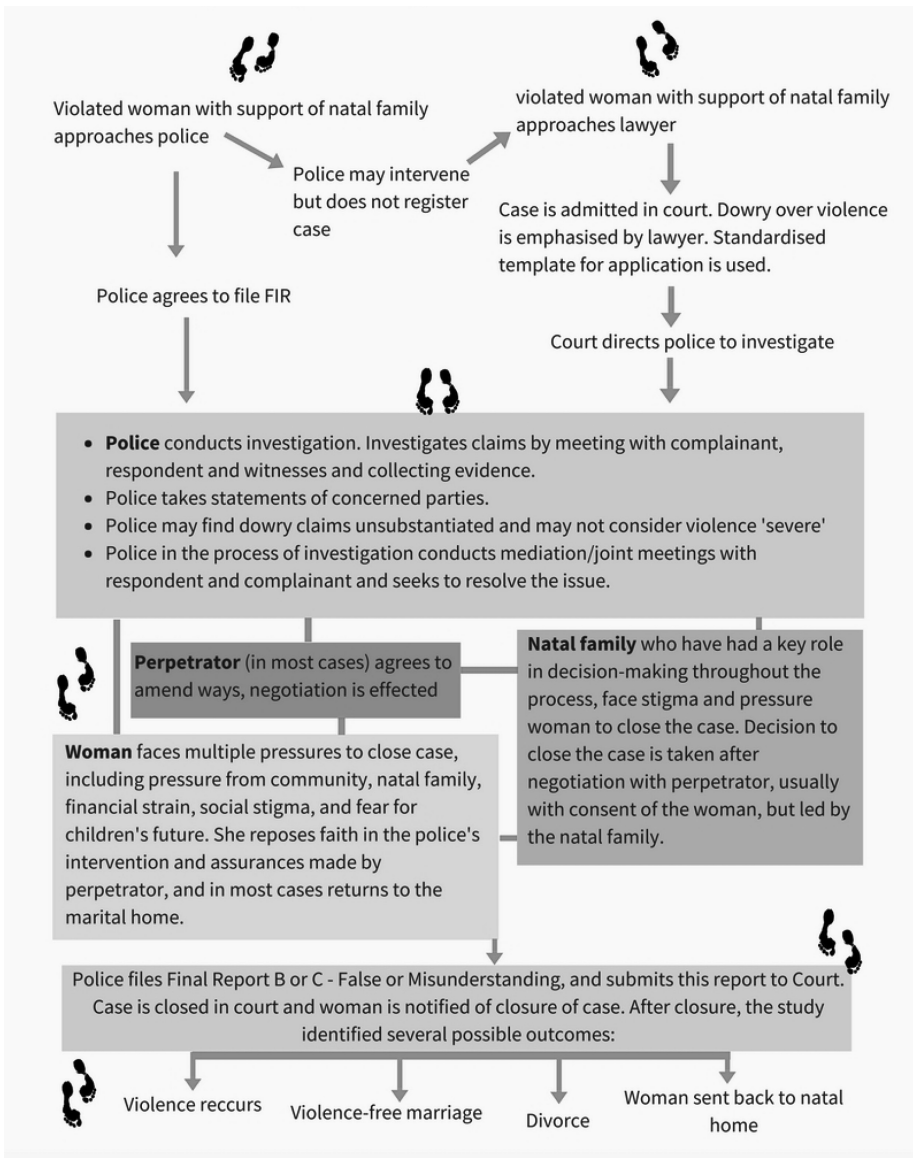 Violated woman with support of natal family
approaches police
violated woman with support of natal family
approaches lawyer
Police may intervene
but does not register
case
Case is admitted in court. Dowry over violence
is emphasised by lawyer. Standardised
template for application is used.
Police agrees to file FIR
Court directs police to investigate
• Police conducts investigation. Investigates claims by meeting with complainant,
respondent and witnesses and collecting evidence.
• Police takes statements of concerned parties.
• Police may find dowry claims unsubstantiated and may not consider violence 'severe'
• Police in the process of investigation conducts mediation/joint meetings with
respondent and complainant and seeks to resolve the issue.
Perpetrator (in most cases) agrees to
amend ways, negotiation is effected
Natal family who have had a key role
in decision-making throughout the
process, face stigma and pressure
woman to close the case. Decision to
close the case is taken after
negotiation with perpetrator, usually
with consent of the woman, but led by
the natal family.
Woman faces multiple pressures to close case,
including pressure from community, natal family,
financial strain, social stigma, and fear for
children's future. She reposes faith in the police's
intervention and assurances made by
perpetrator, and in most cases returns to the
marital home.
Police files Final Report B or C - False or Misunderstanding, and submits this report to Court.
Case is closed in court and woman is notified of closure of case. After closure, the study
identified several possible outcomes:
Violence reccurs
Violence-free marriage
Divorce
Woman sent back to natal
home